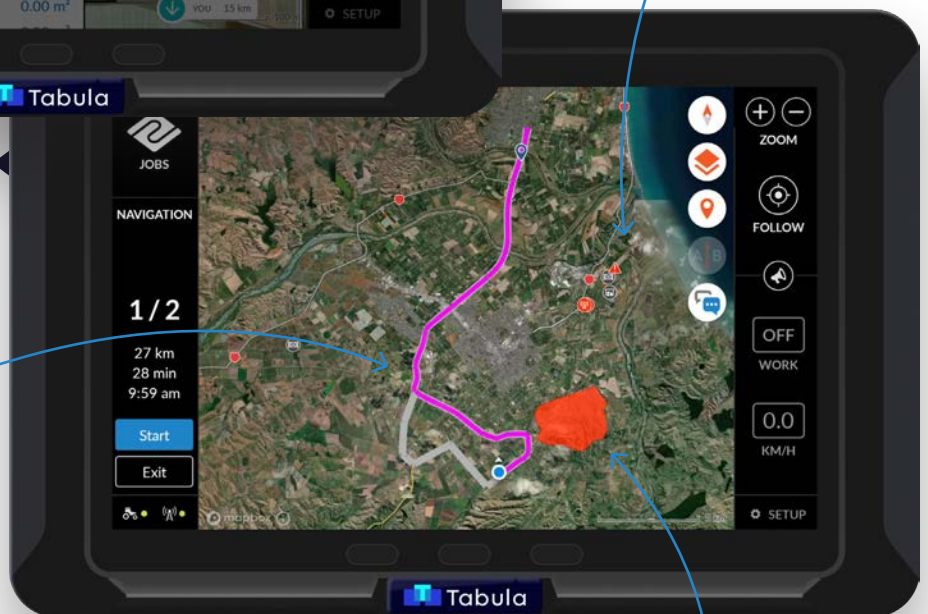 0.00 m²
YOU 15 km
100 m
SETUP
Tabula
JOBS
NAVIGATION
1 / 2
27 km
28 min
9:59 am
Start
Exit
mapbox
A B
ZOOM
FOLLOW
OFF
WORK
0.0
KM/H
SETUP
Tabula